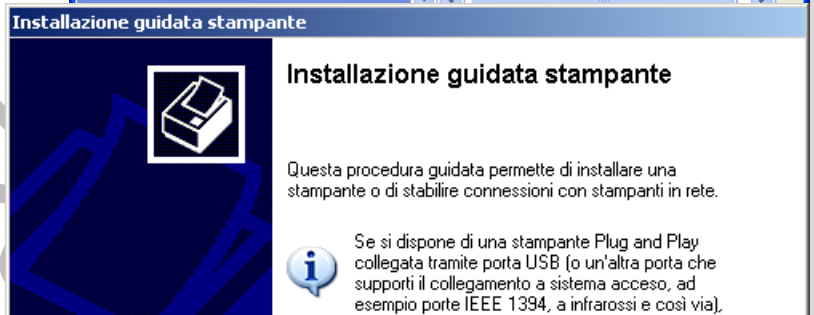 Installazione guidata stampante
Installazione guidata stampante
Questa procedura guidata permette di installare una
stampante o di stabilire connessioni con stampanti in rete.
Se si dispone di una stampante Plug and Play
collegata tramite porta USB (o un'altra porta che
supporti il collegamento a sistema acceso, ad
esempio porte IEEE 1394, a infrarossi e così via),